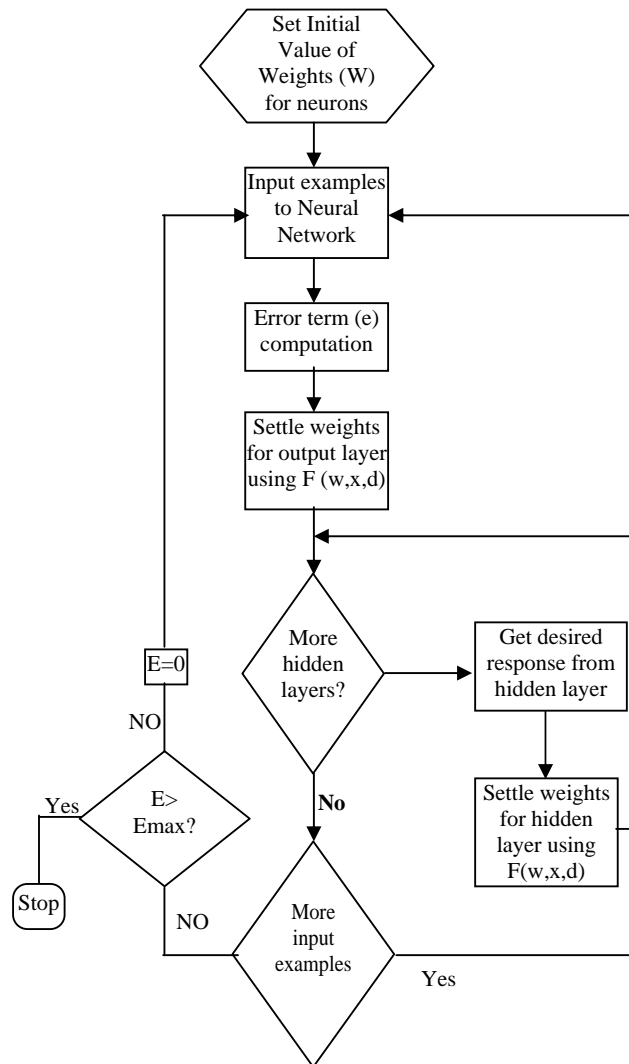 Set Initial
Value of
Weights (W)
for neurons
Input examples
to Neural
Network
Error term (e)
computation
Settle weights
for output layer
using F (w,x,d)
More
hidden
layers?
Get desired
response from
hidden layer
Settle weights
for hidden
layer using
F(w,x,d)
No
E=0
NO
E>
Emax?
Yes
Stop
NO
More
input
examples
Yes